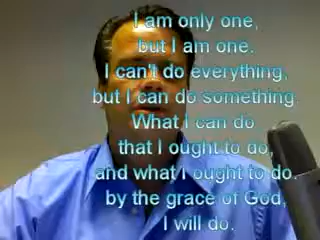 I am only one,
but I am one.
I can't do everything,
but I can do something.
What I can do
that I ought to do,
and what I ought to do.
by the grace of God,
I will do.